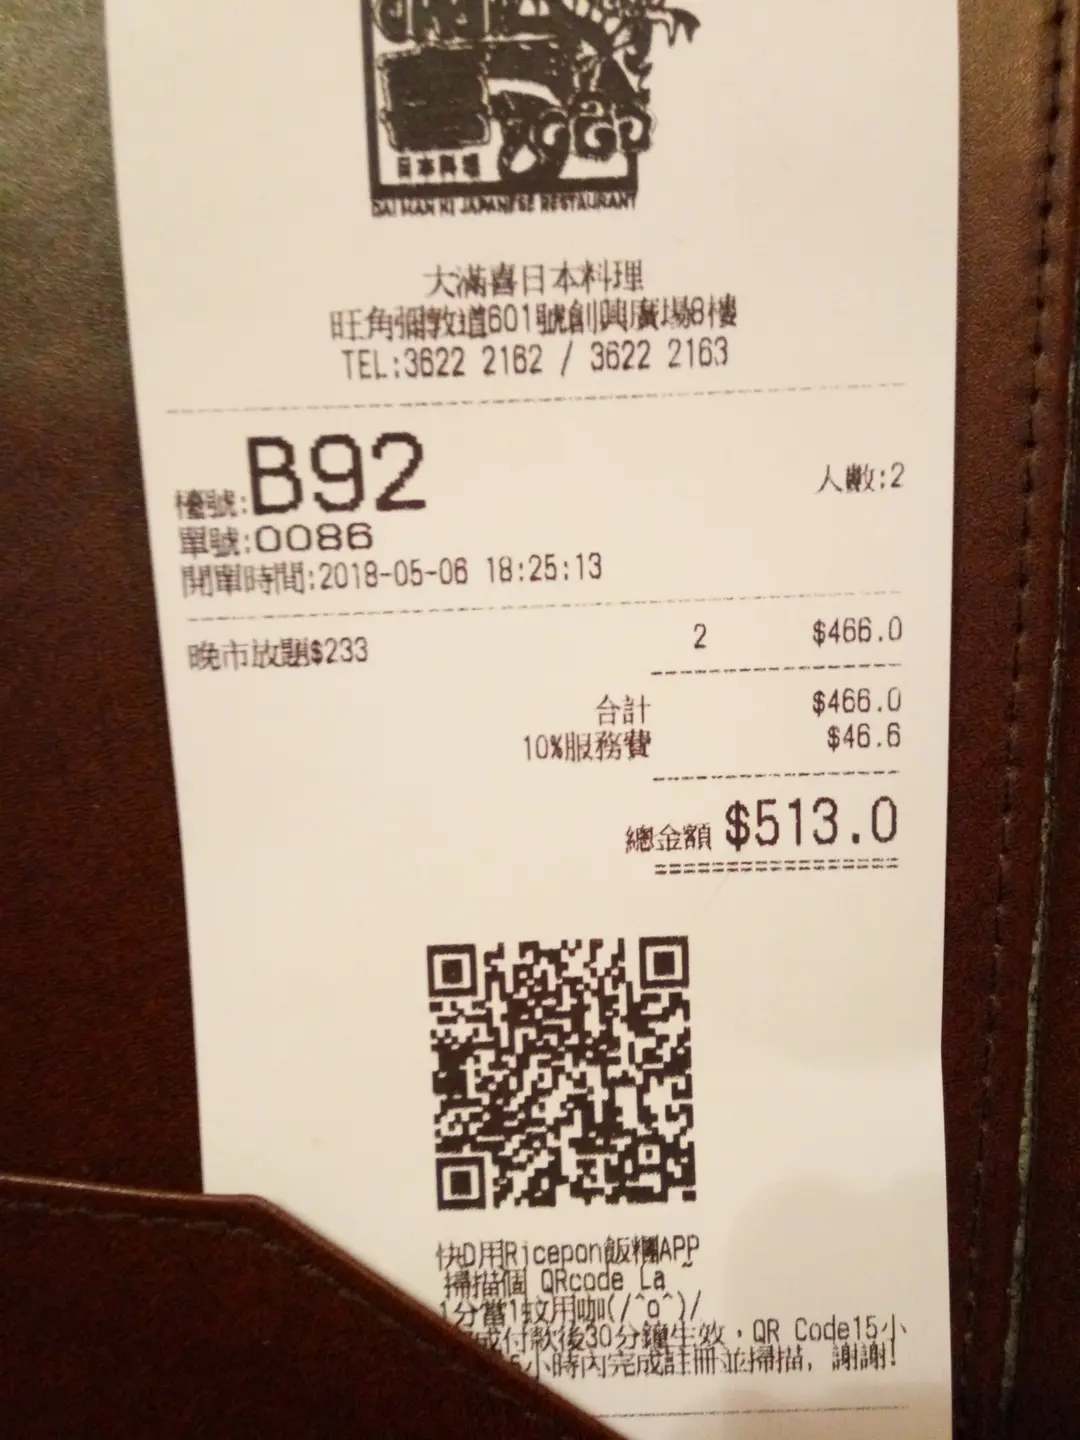 日本料理
DAI MAN KI JAPANESE RESTAURANT
大滿喜日本料理
旺角彌敦道601號創興廣場8樓
TEL:3622 2162 / 3622 2163
檯號:B92
人數:2
單號:0086
開單時間:2018-05-06 18:25:13
晚市放題$233 2 $466.0
合計 $466.0
10%服務費 $46.6
總金額 $513.0
快D用Ricepon飯糰APP
掃描個 QRcode La
1分當1蚊用咖(/^o^)/
成付款後30分鐘生效，QR Code15小
小時內完成註冊並掃描, 謝謝!